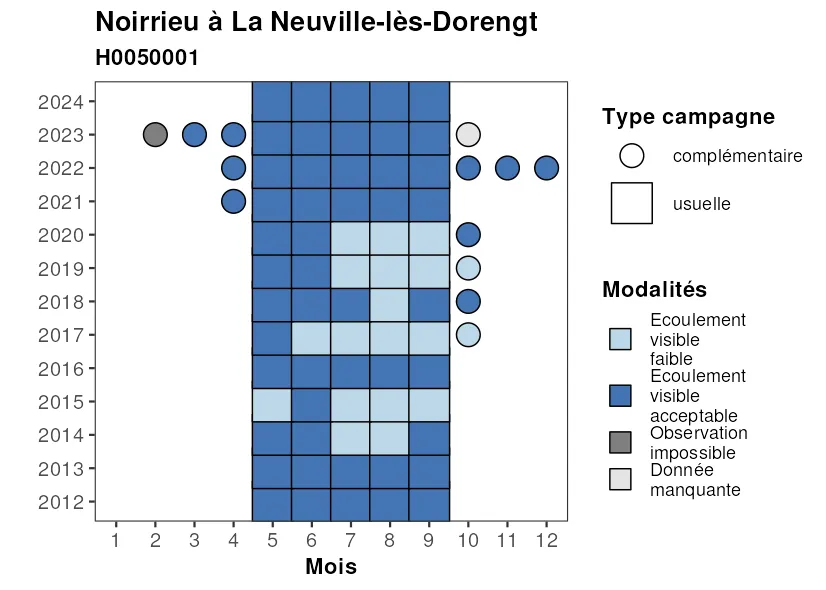 Noirrieu à La Neuville-lès-Dorengt
H0050001
2024
2023
2022
2021
2020
2019
2018
2017
2016
2015
2014
2013
2012
1 2 3 4 5 6 7 8 9 10 11 12
Mois
Type campagne
complémentaire
usuelle
Modalités
Ecoulement
visible
faible
Ecoulement
visible
acceptable
Observation
impossible
Donnée
manquante